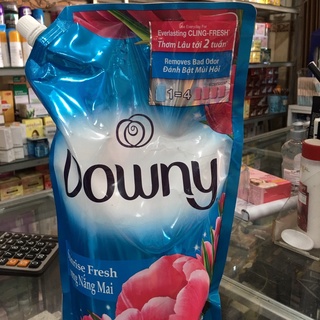 Everlasting CLING-FRESH
Thơm Lâu tới 2 tuần
Removes Bad Odor
Đánh Bật Mùi Hôi
1=4
Downy
Sunrise Fresh
Nắng Mai